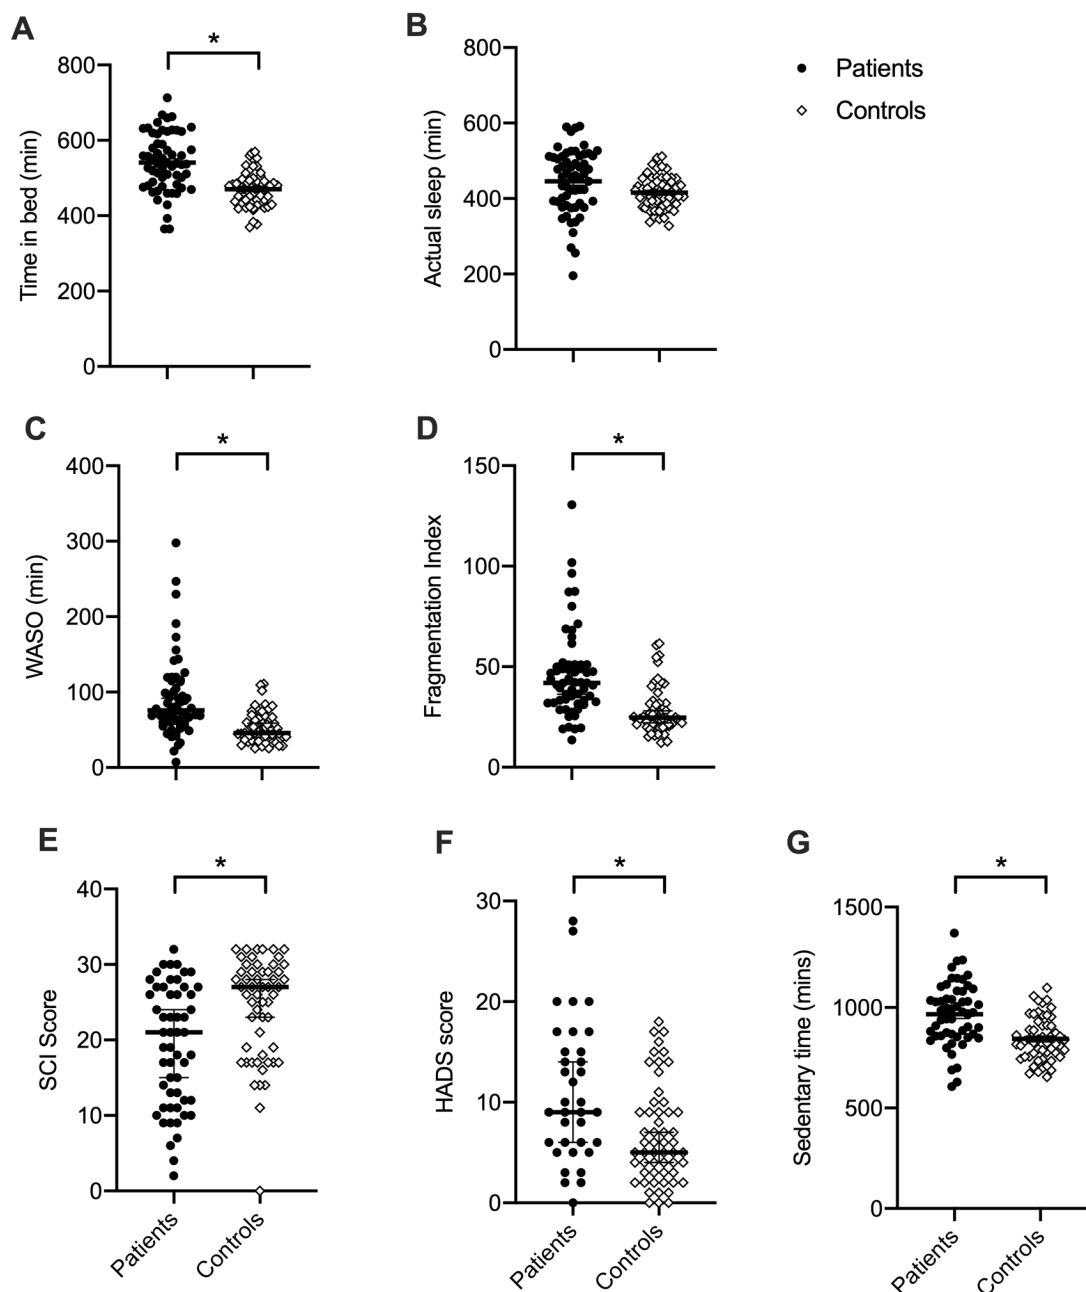 A
*
Time in bed (min)
800
600
400
200
0
B
Actual sleep (min)
800
600
400
200
0
Patients
Controls
C
*
WASO (min)
400
300
200
100
0
D
*
Fragmentation Index
150
100
50
0
E
*
SCI Score
40
30
20
10
0
Patients
Controls
F
*
HADS score
30
20
10
0
Patients
Controls
G
*
Sedentary time (mins)
1500
1000
500
0
Patients
Controls